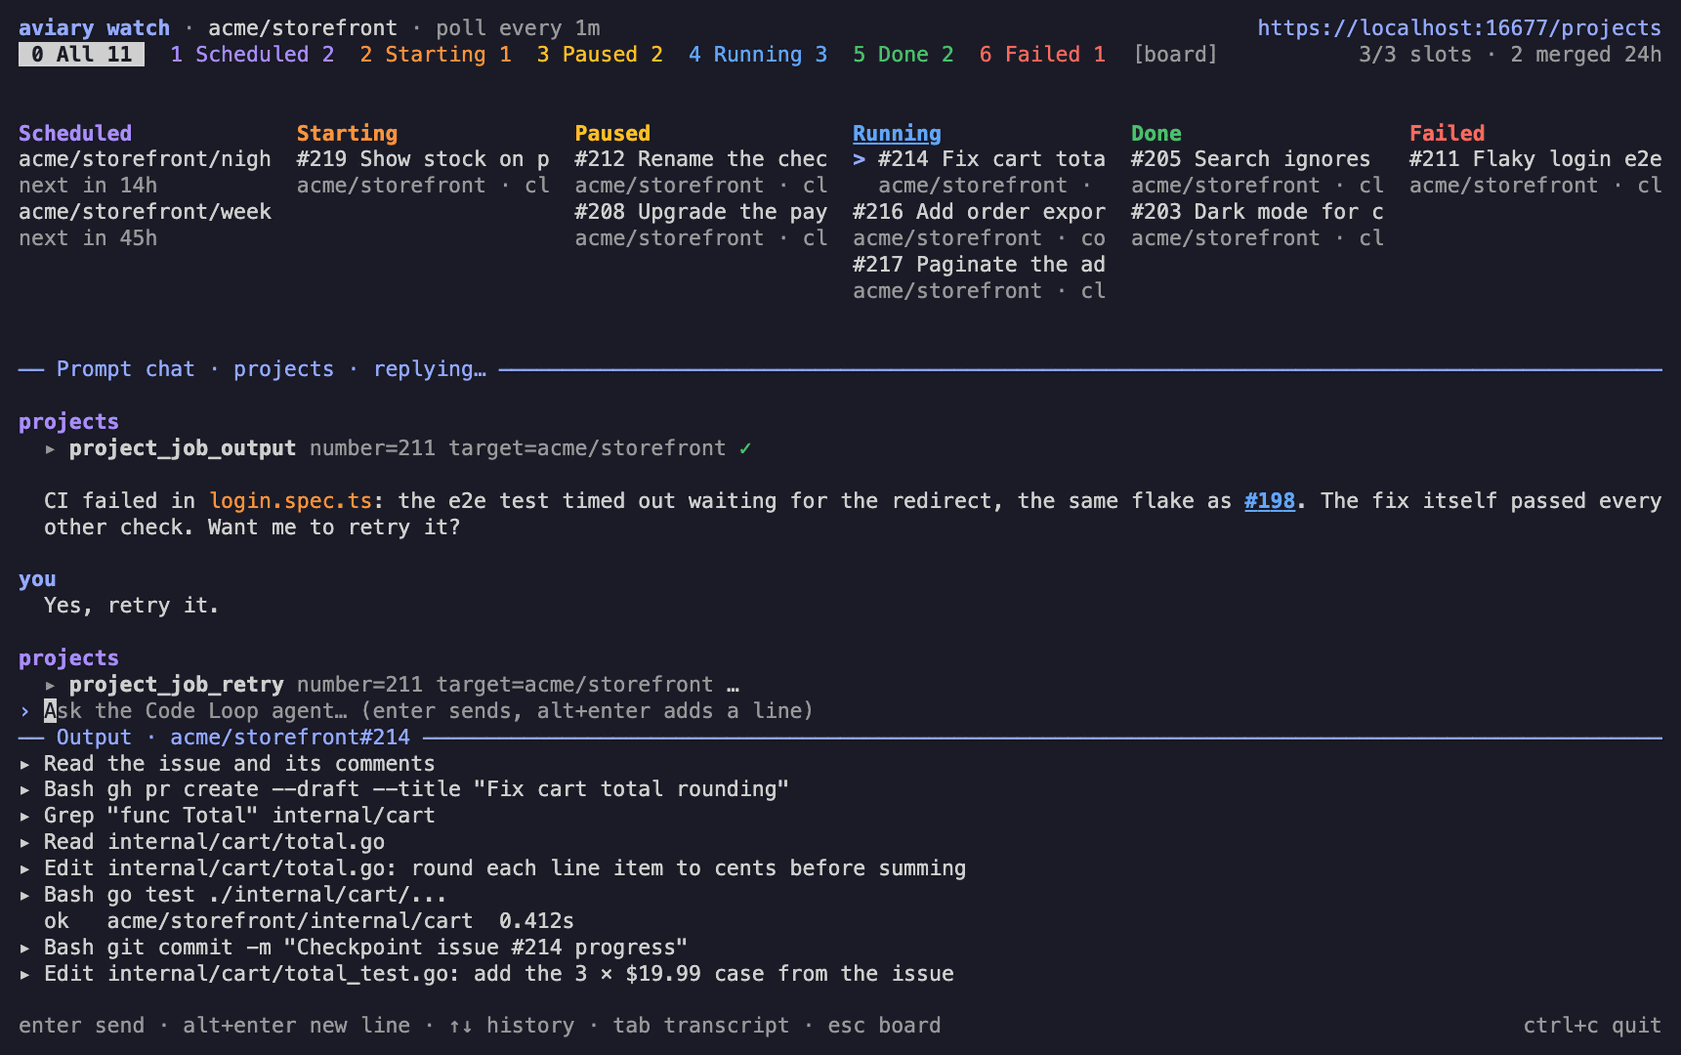 aviary watch · acme/storefront · poll every 1m https://localhost:16677/projects
0 All 11 1 Scheduled 2 2 Starting 1 3 Paused 2 4 Running 3 5 Done 2 6 Failed 1 [board] 3/3 slots · 2 merged 24h
Scheduled Starting Paused Running Done Failed
acme/storefront/nigh #219 Show stock on p #212 Rename the chec > #214 Fix cart tota #205 Search ignores #211 Flaky login e2e
next in 14h acme/storefront · cl acme/storefront · cl acme/storefront · acme/storefront · cl acme/storefront · cl
acme/storefront/week #208 Upgrade the pay #216 Add order expor #203 Dark mode for c
next in 45h acme/storefront · cl acme/storefront · co acme/storefront · cl
#217 Paginate the ad
acme/storefront · cl
── Prompt chat · projects · replying… ──
projects
▸ project_job_output number=211 target=acme/storefront ✓
CI failed in login.spec.ts: the e2e test timed out waiting for the redirect, the same flake as #198. The fix itself passed every
other check. Want me to retry it?
you
Yes, retry it.
projects
▸ project_job_retry number=211 target=acme/storefront …
› Ask the Code Loop agent… (enter sends, alt+enter adds a line)
── Output · acme/storefront#214 ──
▸ Read the issue and its comments
▸ Bash gh pr create --draft --title "Fix cart total rounding"
▸ Grep "func Total" internal/cart
▸ Read internal/cart/total.go
▸ Edit internal/cart/total.go: round each line item to cents before summing
▸ Bash go test ./internal/cart/...
ok acme/storefront/internal/cart 0.412s
▸ Bash git commit -m "Checkpoint issue #214 progress"
▸ Edit internal/cart/total_test.go: add the 3 × $19.99 case from the issue
enter send · alt+enter new line · ↑↓ history · tab transcript · esc board ctrl+c quit